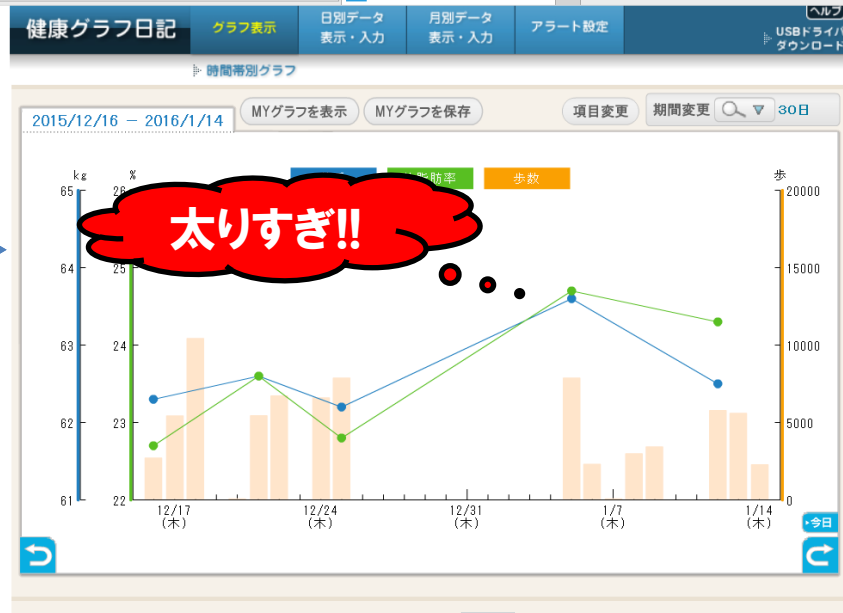 健康グラフ日記
グラフ表示
日別データ
表示・入力
月別データ
表示・入力
アラート設定
ヘルプ
USBドライバ
ダウンロード
時間帯別グラフ
2015/12/16 － 2016/1/14
MYグラフを表示
MYグラフを保存
項目変更
期間変更
30日
kg
%
脂肪率
歩数
歩
65
26
20000
太りすぎ!!
64
25
15000
63
24
10000
62
23
5000
61
22
0
12/17
(木)
12/24
(木)
12/31
(木)
1/7
(木)
1/14
(木)
今日